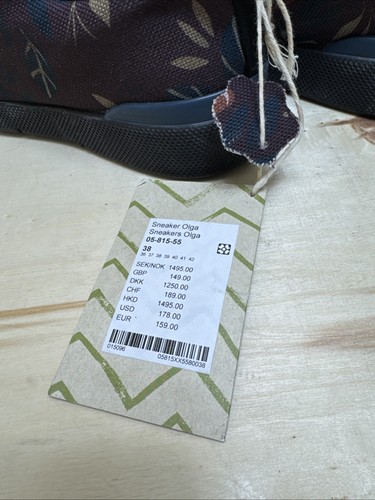 Sneaker Olga
Sneakers Olga
05-815-55
38
36 37 38 39 40 41 42
SEK/NOK 1495.00
GBP 149.00
DKK 1250.00
CHF 189.00
HKD 1495.00
USD 178.00
EUR 159.00
015096 05815XX5580038